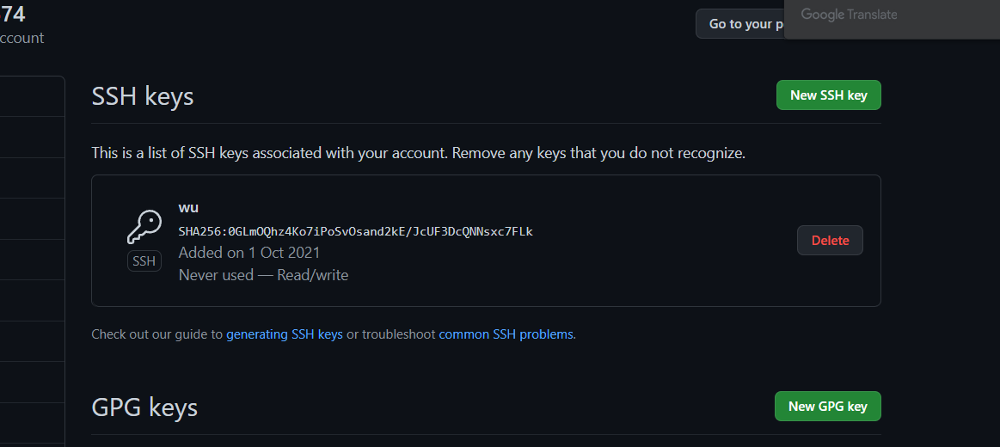 574
ccount
Go to your p
Google Translate
SSH keys
New SSH key
This is a list of SSH keys associated with your account. Remove any keys that you do not recognize.
wu
SHA256:0GLmOQhz4Ko7iPoSvOsand2kE/JcUF3DcQNNsxc7FLk
Added on 1 Oct 2021
Never used — Read/write
SSH
Delete
Check out our guide to generating SSH keys or troubleshoot common SSH problems.
GPG keys
New GPG key